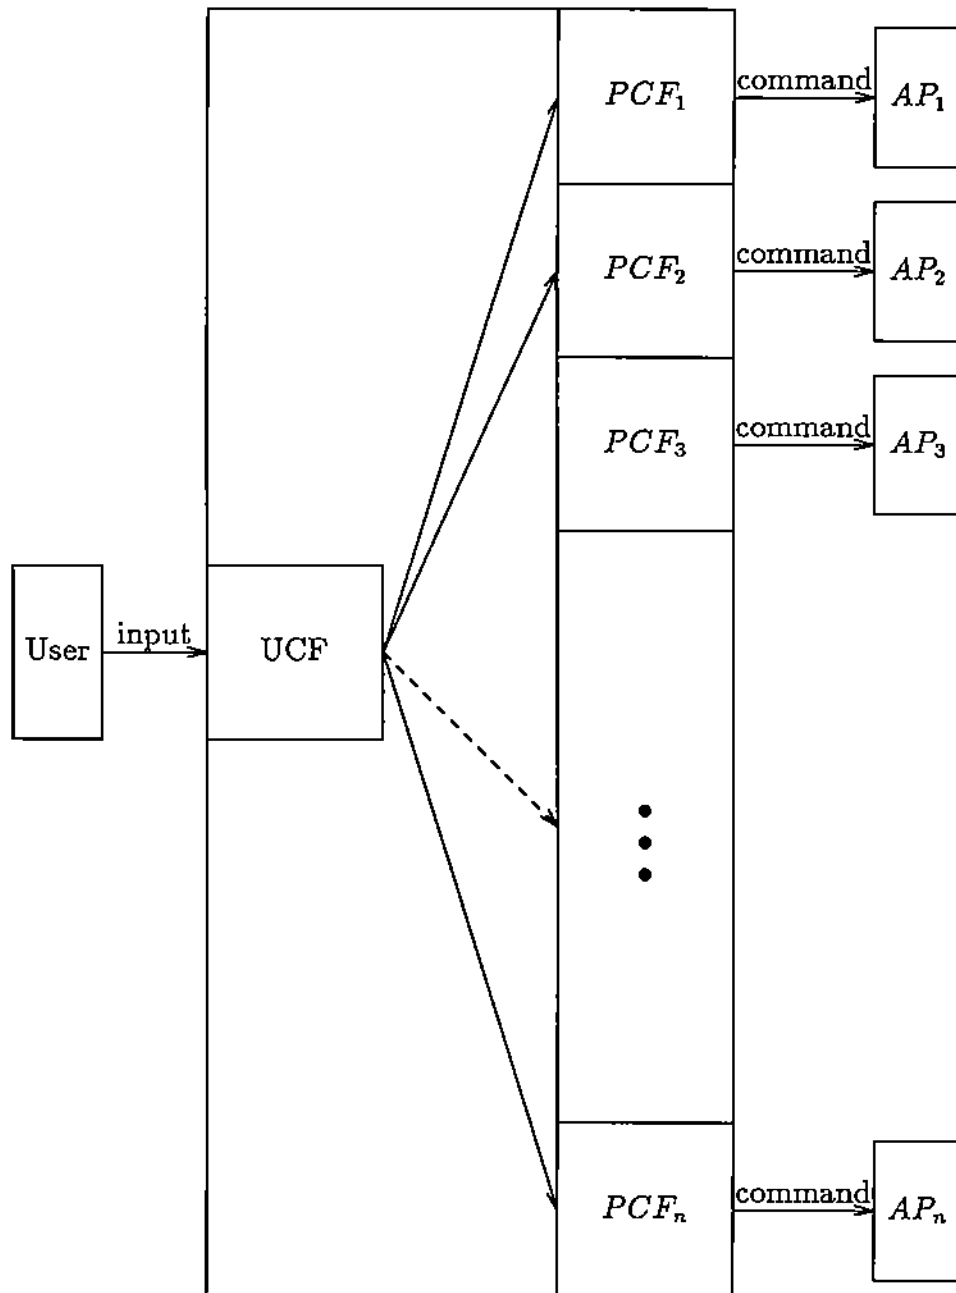 PCF₁ command AP₁
PCF₂ command AP₂
PCF₃ command AP₃
User input UCF
PCFₙ command APₙ